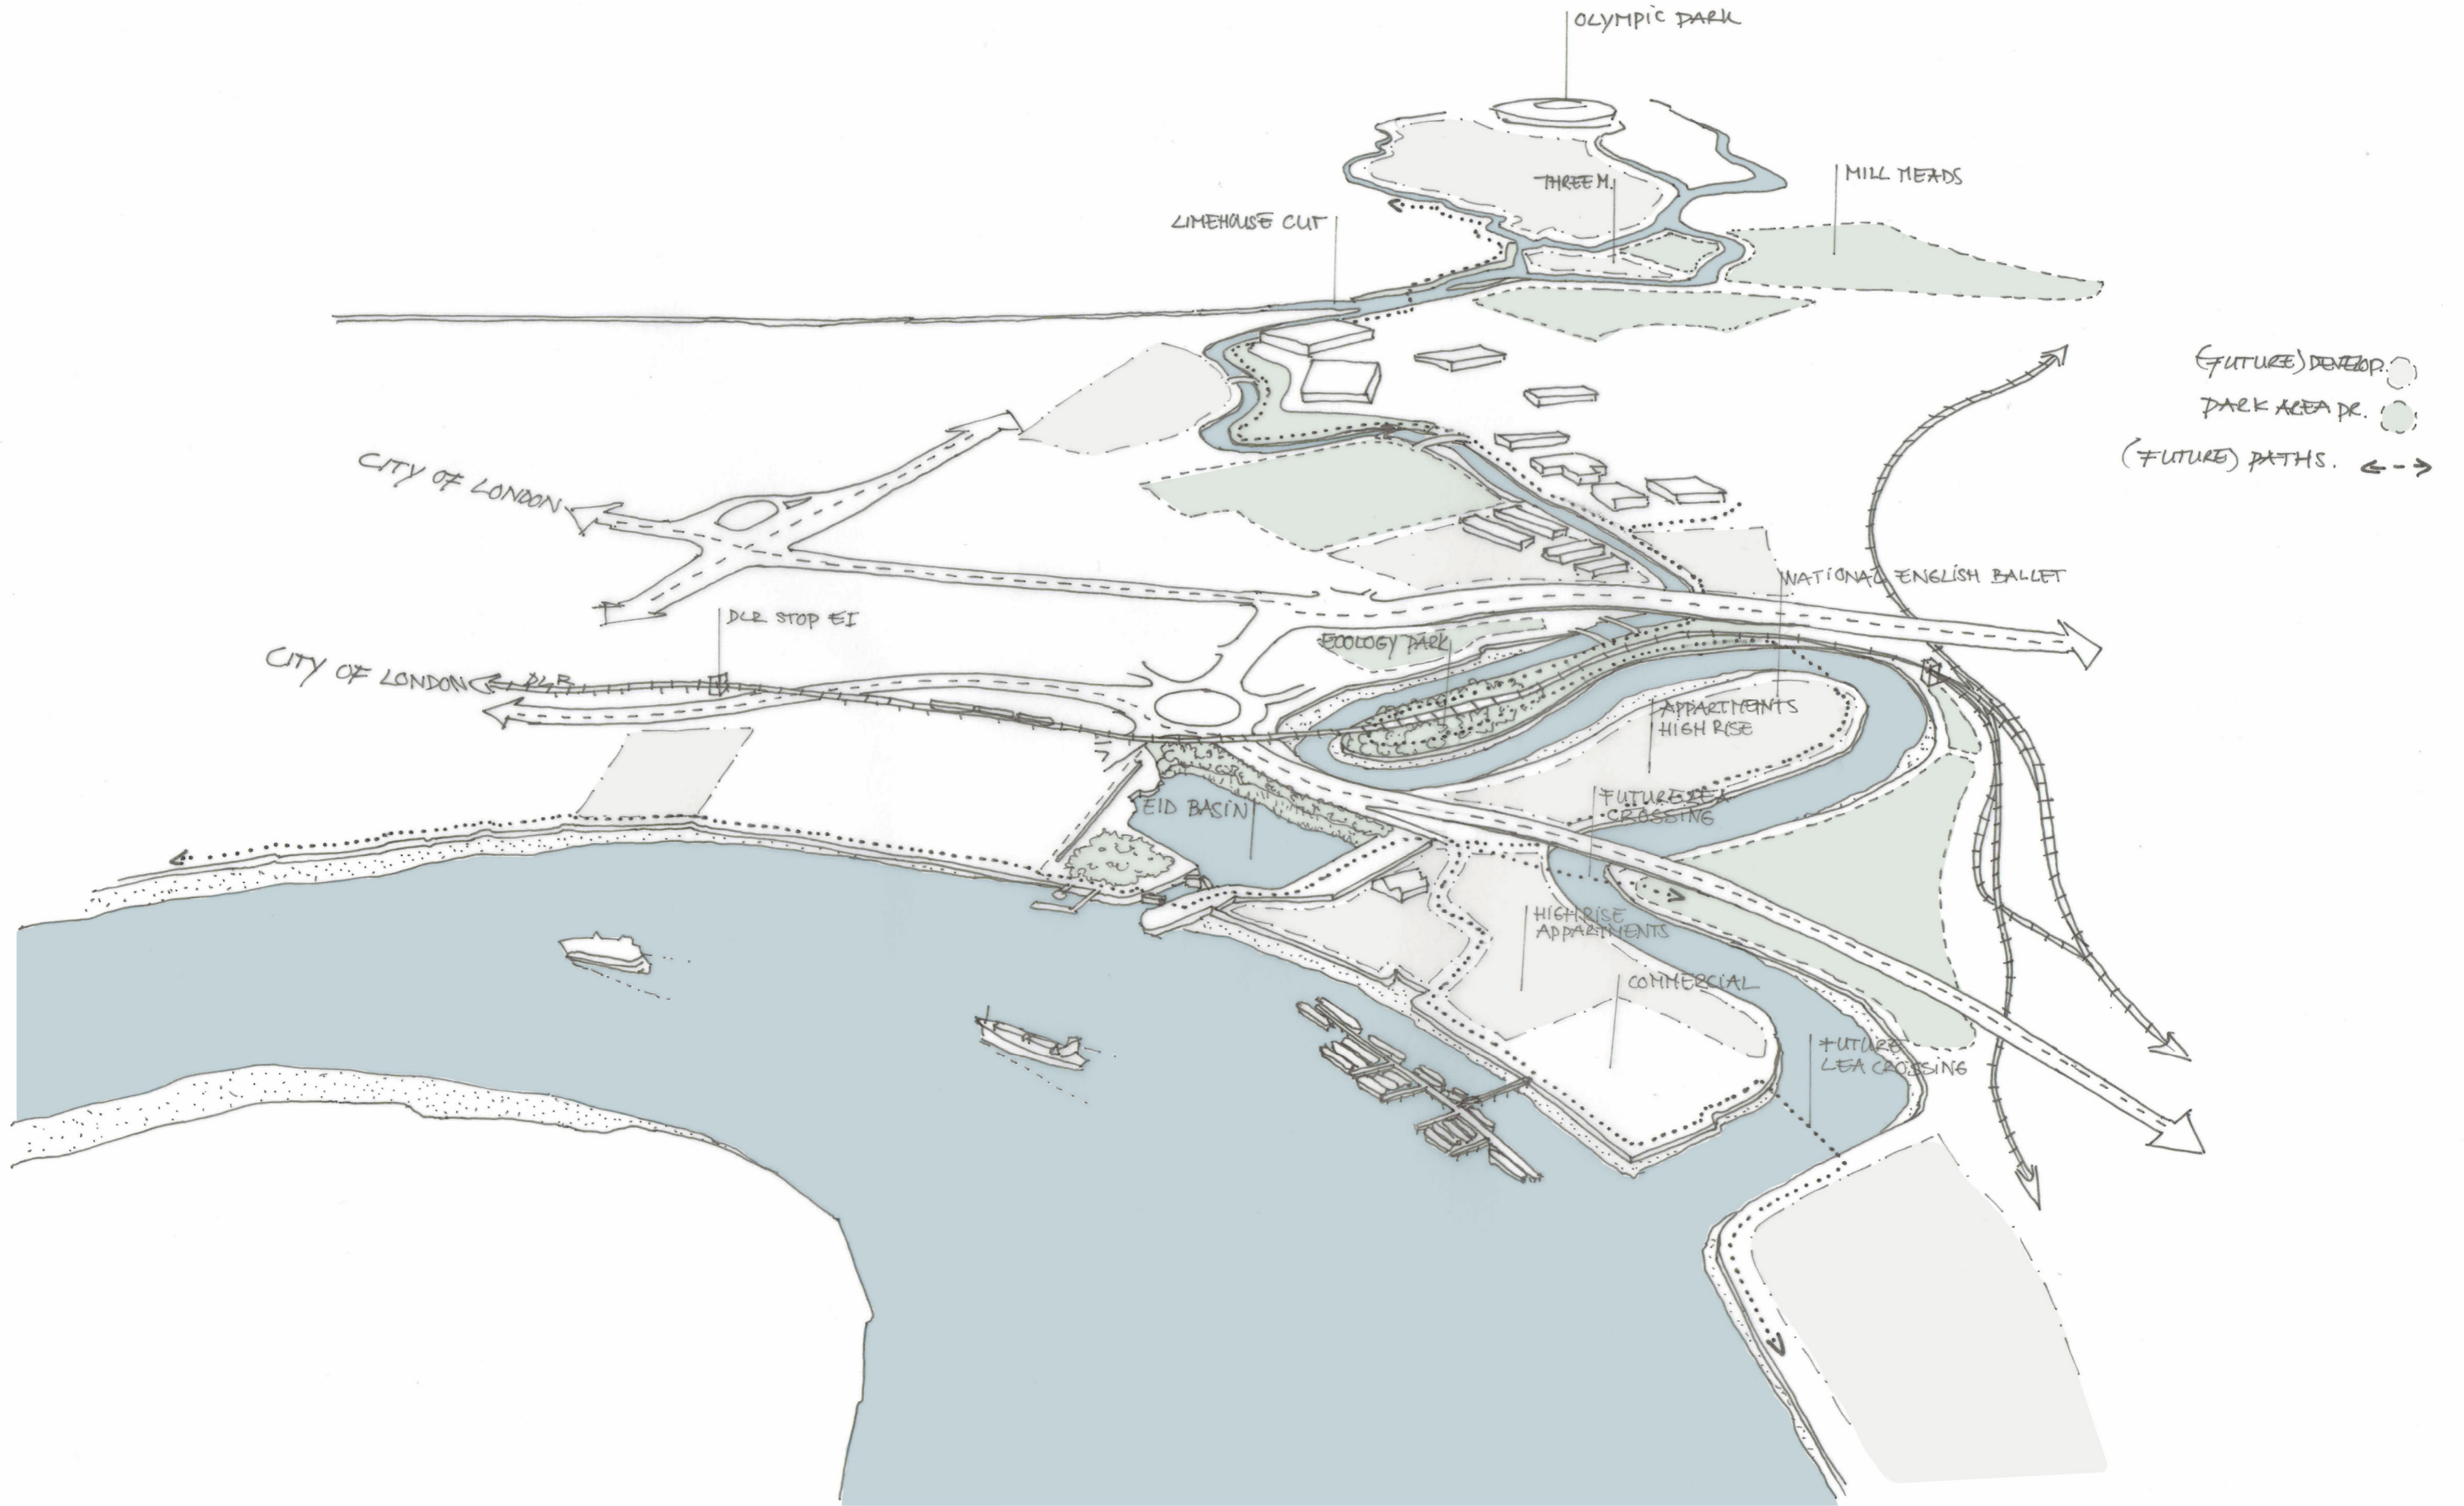 OLYMPIC PARK
THREE M.
MILL MEADS
LIMEHOUSE CUT
(FUTURE) DEVELOP.
PARK AREA PR.
(FUTURE) PATHS.
CITY OF LONDON
NATIONAL ENGLISH BALLET
DLR STOP EI
ECOLOGY PARK
CITY OF LONDON
DLR
APPARTMENTS
HIGH RISE
FUTURE LEA
CROSSING
EID BASIN
HIGH RISE
APPARTMENTS
COMMERCIAL
FUTURE
LEA CROSSING